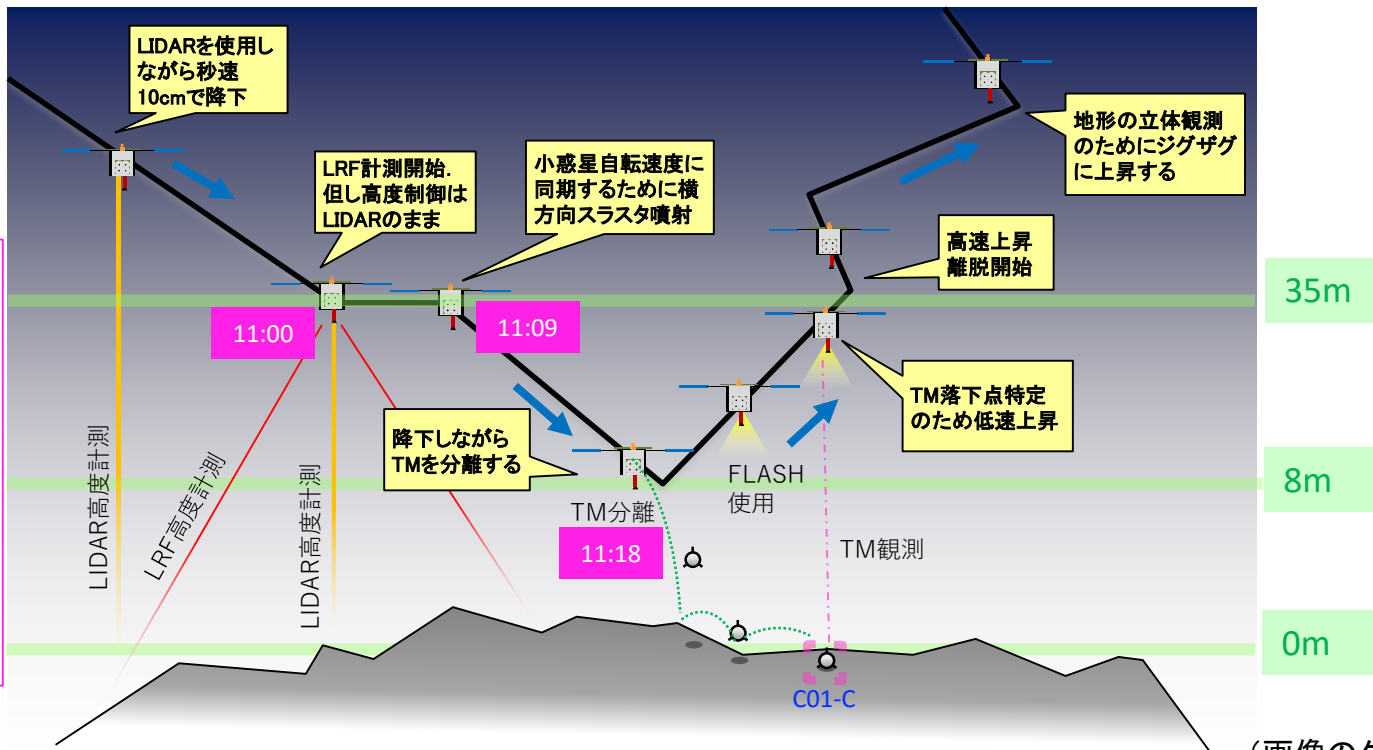 LIDARを使用し
ながら秒速
10cmで降下
LRF計測開始.
但し高度制御は
LIDARのまま
小惑星自転速度に
同期するために横
方向スラスタ噴射
地形の立体観測
のためにジグザグ
に上昇する
高速上昇
離脱開始
35m
11:00
11:09
TM落下点特定
のため低速上昇
降下しながら
TMを分離する
LIDAR高度計測
LRF高度計測
LIDAR高度計測
FLASH
使用
8m
TM分離
11:18
TM観測
0m
C01-C